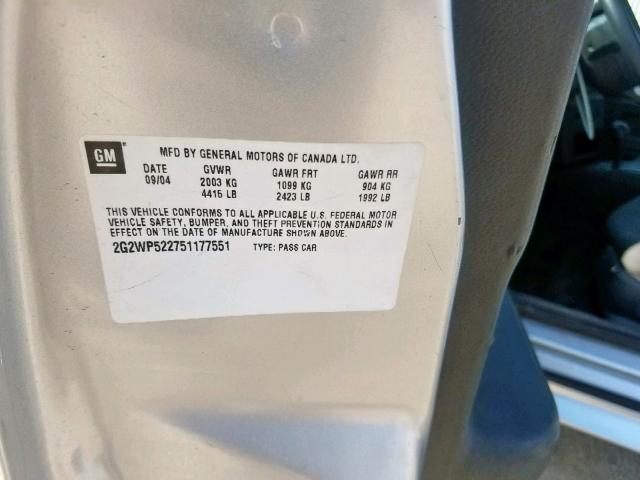 GM
MFD BY GENERAL MOTORS OF CANADA LTD.
DATE GVWR GAWR FRT GAWR RR
09/04 2003 KG 1099 KG 904 KG
4415 LB 2423 LB 1992 LB
THIS VEHICLE CONFORMS TO ALL APPLICABLE U.S. FEDERAL MOTOR
VEHICLE SAFETY, BUMPER, AND THEFT PREVENTION STANDARDS IN
EFFECT ON THE DATE OF MANUFACTURE SHOWN ABOVE.
2G2WP522751177551 TYPE: PASS CAR